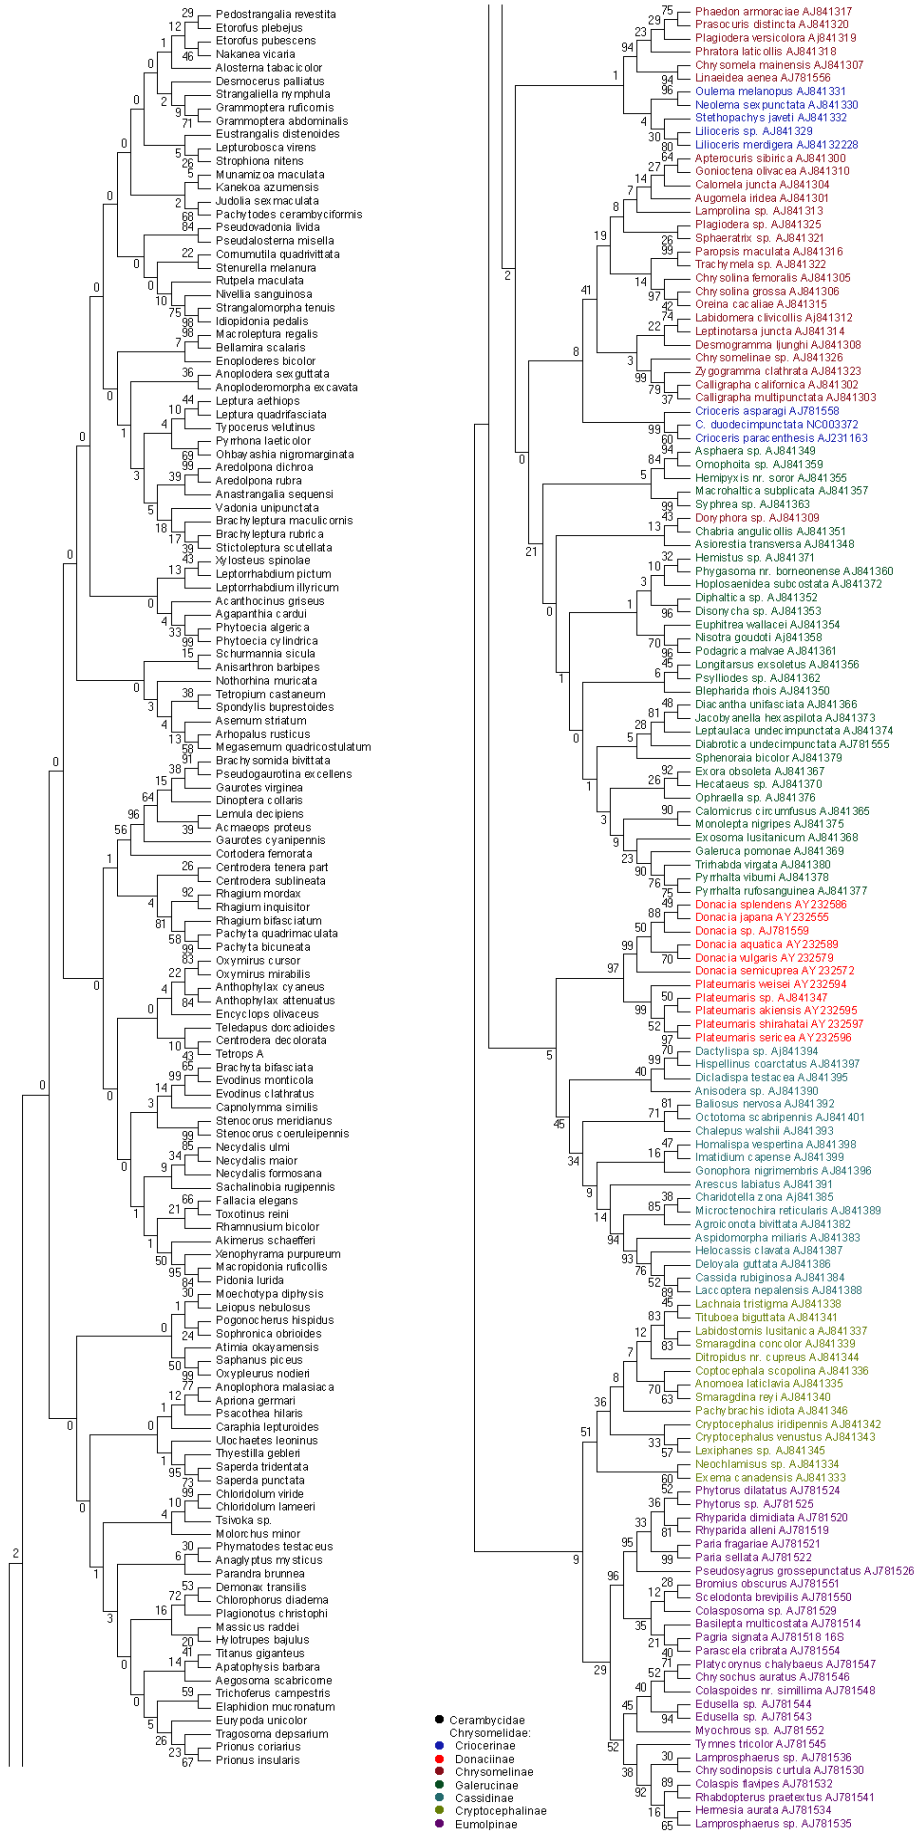 Pedostrangalia revestita
Etorofus plebejus
Etorofus pubescens
Nakanea vicaria
Alosterna tabacicolor
Desmocerus palliatus
Strangaliella nymphula
Grammoptera ruficornis
Grammoptera abdominalis
Eustrangalis distenoides
Lepturobosca virens
Strophiona nitens
Munamizoa maculata
Kanekoa azumensis
Judolia sexmaculata
Pachytodes cerambyciformis
Pseudovadonia livida
Pseudalosterna misella
Cornumutila quadrivittata
Stenurella melanura
Rutpela maculata
Nivellia sanguinosa
Strangalomorpha tenuis
Idiopidonia pedalis
Macroleptura regalis
Bellamira scalaris
Enoploderes bicolor
Anoplodera sexguttata
Anoploderomorpha excavata
Leptura aethiops
Leptura quadrifasciata
Typocerus velutinus
Pyrrhona laeticolor
Ohbayashia nigromarginata
Aredolpona dichroa
Aredolpona rubra
Anastrangalia sequensi
Vadonia unipunctata
Brachyleptura maculicornis
Brachyleptura rubrica
Stictoleptura scutellata
Xylosteus spinolae
Leptorrhabdium pictum
Leptorrhabdium illyricum
Acanthocinus griseus
Agapanthia cardui
Phytoecia algerica
Phytoecia cylindrica
Schurmannia sicula
Anisarthron barbipes
Nothorhina muricata
Tetropium castaneum
Spondylis buprestoides
Asemum striatum
Arhopalus rusticus
Megasemum quadricostulatum
Brachysomida bivittata
Pseudogaurotina excellens
Gaurotes virginea
Dinoptera collaris
Lemula decipiens
Acmaeops proteus
Gaurotes cyanipennis
Cortodera femorata
Centrodera tenera part
Centrodera sublineata
Rhagium mordax
Rhagium inquisitor
Rhagium bifasciatum
Pachyta quadrimaculata
Pachyta bicuneata
Oxymirus cursor
Oxymirus mirabilis
Anthophylax cyaneus
Anthophylax attenuatus
Encyclops olivaceus
Teledapus dorcadioides
Centrodera decolorata
Tetrops A
Brachyta bifasciata
Evodinus monticola
Evodinus clathratus
Capnolymma similis
Stenocorus meridianus
Stenocorus coeruleipennis
Necydalis ulmi
Necydalis maior
Necydalis formosana
Sachalinobia rugipennis
Fallacia elegans
Toxotinus reini
Rhamnusium bicolor
Akimerus schaefferi
Xenophyrama purpureum
Macropidonia ruficollis
Pidonia lurida
Moechotypa diphysis
Leiopus nebulosus
Pogonocherus hispidus
Sophronica obrioides
Atimia okayamensis
Saphanus piceus
Oxypleurus nodieri
Anoplophora malasiaca
Apriona germari
Psacothea hilaris
Caraphia lepturoides
Ulochaetes leoninus
Thyestilla gebleri
Saperda tridentata
Saperda punctata
Chloridolum viride
Chloridolum lameeri
Tsivoka sp.
Molorchus minor
Phymatodes testaceus
Anaglyptus mysticus
Parandra brunnea
Demonax transilis
Chlorophorus diadema
Plagionotus christophi
Massicus raddei
Hylotrupes bajulus
Titanus giganteus
Apatophysis barbara
Aegosoma scabricorne
Trichoferus campestris
Elaphidion mucronatum
Eurypoda unicolor
Tragosoma depsarium
Prionus coriarius
Prionus insularis
Phaedon armoraciae AJ841317
Prasocuris distincta AJ841320
Plagiodera versicolora Aj841319
Phratora laticollis AJ841318
Chrysomela mainensis AJ841307
Linaeidea aenea AJ781556
Oulema melanopus AJ841331
Neolema sexpunctata AJ841330
Stethopachys javeti AJ841332
Lilioceris sp. AJ841329
Lilioceris merdigera AJ84132228
Apterocuris sibirica AJ841300
Gonioctena olivacea AJ841310
Calomela juncta AJ841304
Augomela iridea AJ841301
Lamprolina sp. AJ841313
Plagiodera sp. AJ841325
Sphaeratrix sp. AJ841321
Paropsis maculata AJ841316
Trachymela sp. AJ841322
Chrysolina femoralis AJ841305
Chrysolina grossa AJ841306
Oreina cacaliae AJ841315
Labidomera clivicollis Aj841312
Leptinotarsa juncta AJ841314
Desmogramma ljunghi AJ841308
Chrysomelinae sp. AJ841326
Zygogramma clathrata AJ841323
Calligrapha californica AJ841302
Calligrapha multipunctata AJ841303
Crioceris asparagi AJ781558
C. duodecimpunctata NC003372
Crioceris paracenthesis AJ231163
Asphaera sp. AJ841349
Omophoita sp. AJ841359
Hemipyxis nr. soror AJ841355
Macrohaltica subplicata AJ841357
Syphrea sp. AJ841363
Doryphora sp. AJ841309
Chabria angulicollis AJ841351
Asiorestia transversa AJ841348
Hemistus sp. AJ841371
Phygasoma nr. borneonense AJ841360
Hoplosaenidea subcostata AJ841372
Diphaltica sp. AJ841352
Disonycha sp. AJ841353
Euphitrea wallacei AJ841354
Nisotra goudoti Aj841358
Podagrica malvae AJ841361
Longitarsus exsoletus AJ841356
Psylliodes sp. AJ841362
Blepharida rhois AJ841350
Diacantha unifasciata AJ841366
Jacobyanella hexaspilota AJ841373
Leptaulaca undecimpunctata AJ841374
Diabrotica undecimpunctata AJ781555
Sphenoraia bicolor AJ841379
Exora obsoleta AJ841367
Hecataeus sp. AJ841370
Ophraella sp. AJ841376
Calomicrus circumfusus AJ841365
Monolepta nigripes AJ841375
Exosoma lusitanicum AJ841368
Galeruca pomonae AJ841369
Trirhabda virgata AJ841380
Pyrrhalta viburni AJ841378
Pyrrhalta rufosanguinea AJ841377
Donacia splendens AY232586
Donacia japana AY232555
Donacia sp. AJ781559
Donacia aquatica AY232589
Donacia vulgaris AY232579
Donacia semicuprea AY232572
Plateumaris weisei AY232594
Plateumaris sp. AJ841347
Plateumaris akiensis AY232595
Plateumaris shirahatai AY232597
Plateumaris sericea AY232596
Dactylispa sp. Aj841394
Hispellinus coarctatus AJ841397
Dicladispa testacea AJ841395
Anisodera sp. AJ841390
Baliosus nervosa AJ841392
Octotoma scabripennis AJ841401
Chalepus walshii AJ841393
Homalispa vespertina AJ841398
Imatidium capense AJ841399
Gonophora nigrimembris AJ841396
Arescus labiatus AJ841391
Charidotella zona Aj841385
Microctenochira reticularis AJ841389
Agroiconota bivittata AJ841382
Aspidomorpha miliaris AJ841383
Helocassis clavata AJ841387
Deloyala guttata AJ841386
Cassida rubiginosa AJ841384
Laccoptera nepalensis AJ841388
Lachnaia tristigma AJ841338
Tituboea biguttata AJ841341
Labidostomis lusitanica AJ841337
Smaragdina concolor AJ841339
Ditropidus nr. cupreus AJ841344
Coptocephala scopolina AJ841336
Anomoea laticlavia AJ841335
Smaragdina reyi AJ841340
Pachybrachis idiota AJ841346
Cryptocephalus iridipennis AJ841342
Cryptocephalus venustus AJ841343
Lexiphanes sp. AJ841345
Neochlamisus sp. AJ841334
Exema canadensis AJ841333
Phytorus dilatatus AJ781524
Phytorus sp. AJ781525
Rhyparida dimidiata AJ781520
Rhyparida alleni AJ781519
Paria fragariae AJ781521
Paria sellata AJ781522
Pseudosyagrus grossepunctatus AJ781526
Bromius obscurus AJ781551
Scelodonta brevipilis AJ781550
Colasposoma sp. AJ781529
Basilepta multicostata AJ781514
Pagria signata AJ781518 16S
Parascela cribrata AJ781554
Platycorynus chalybaeus AJ781547
Chrysochus auratus AJ781546
Colaspoides nr. simillima AJ781548
Edusella sp. AJ781544
Edusella sp. AJ781543
Myochrous sp. AJ781552
Tymnes tricolor AJ781545
Lamprosphaerus sp. AJ781536
Chrysodinopsis curtula AJ781530
Colaspis flavipes AJ781532
Rhabdopterus praetextus AJ781541
Hermesia aurata AJ781534
Lamprosphaerus sp. AJ781535
Cerambycidae
Chrysomelidae:
Criocerinae
Donaciinae
Chrysomelinae
Galerucinae
Cassidinae
Cryptocephalinae
Eumolpinae